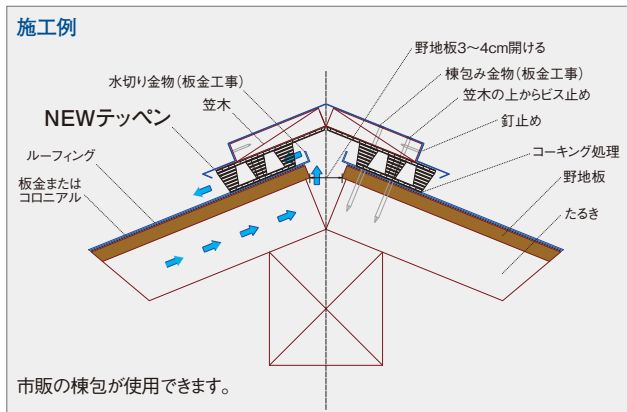 施工例
野地板3〜4cm開ける
水切り金物（板金工事）
棟包み金物（板金工事）
笠木
笠木の上からビス止め
NEWテッペン
釘止め
ルーフィング
コーキング処理
板金または
コロニアル
野地板
たるき
市販の棟包が使用できます。